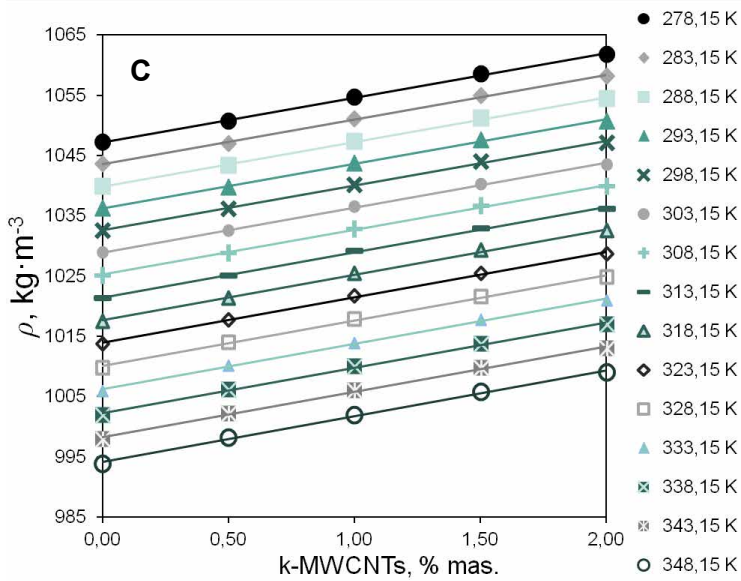 C
1065
1055
1045
1035
1025
1015
1005
995
985
ρ, kg·m⁻³
0,00
0,50
1,00
1,50
2,00
k-MWCNTs, % mas.
278,15 K
283,15 K
288,15 K
293,15 K
298,15 K
303,15 K
308,15 K
313,15 K
318,15 K
323,15 K
328,15 K
333,15 K
338,15 K
343,15 K
348,15 K